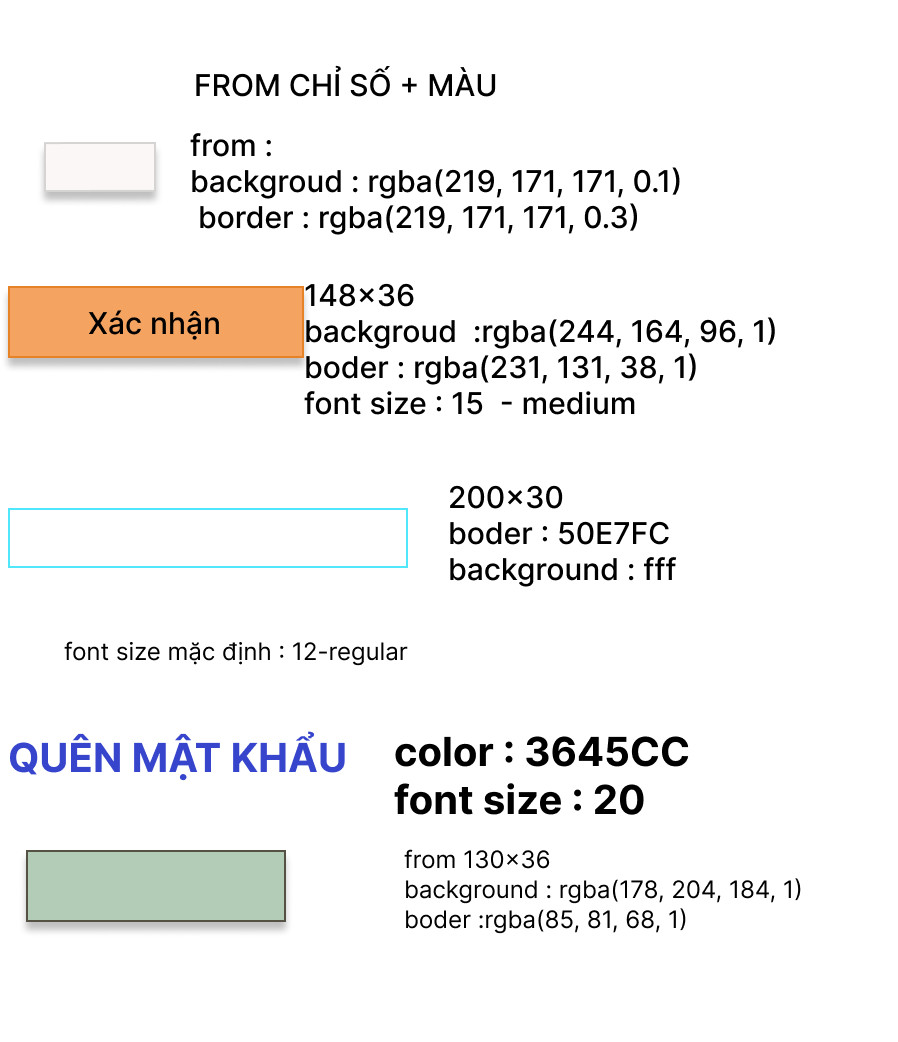 FROM CHỈ SỐ + MÀU
from :
backgroud : rgba(219, 171, 171, 0.1)
border : rgba(219, 171, 171, 0.3)
Xác nhận
148×36
backgroud  :rgba(244, 164, 96, 1)
boder : rgba(231, 131, 38, 1)
font size : 15  - medium
200×30
boder : 50E7FC
background : fff
font size mặc định : 12-regular
QUÊN MẬT KHẨU
color : 3645CC
font size : 20
from 130×36
background : rgba(178, 204, 184, 1)
boder :rgba(85, 81, 68, 1)